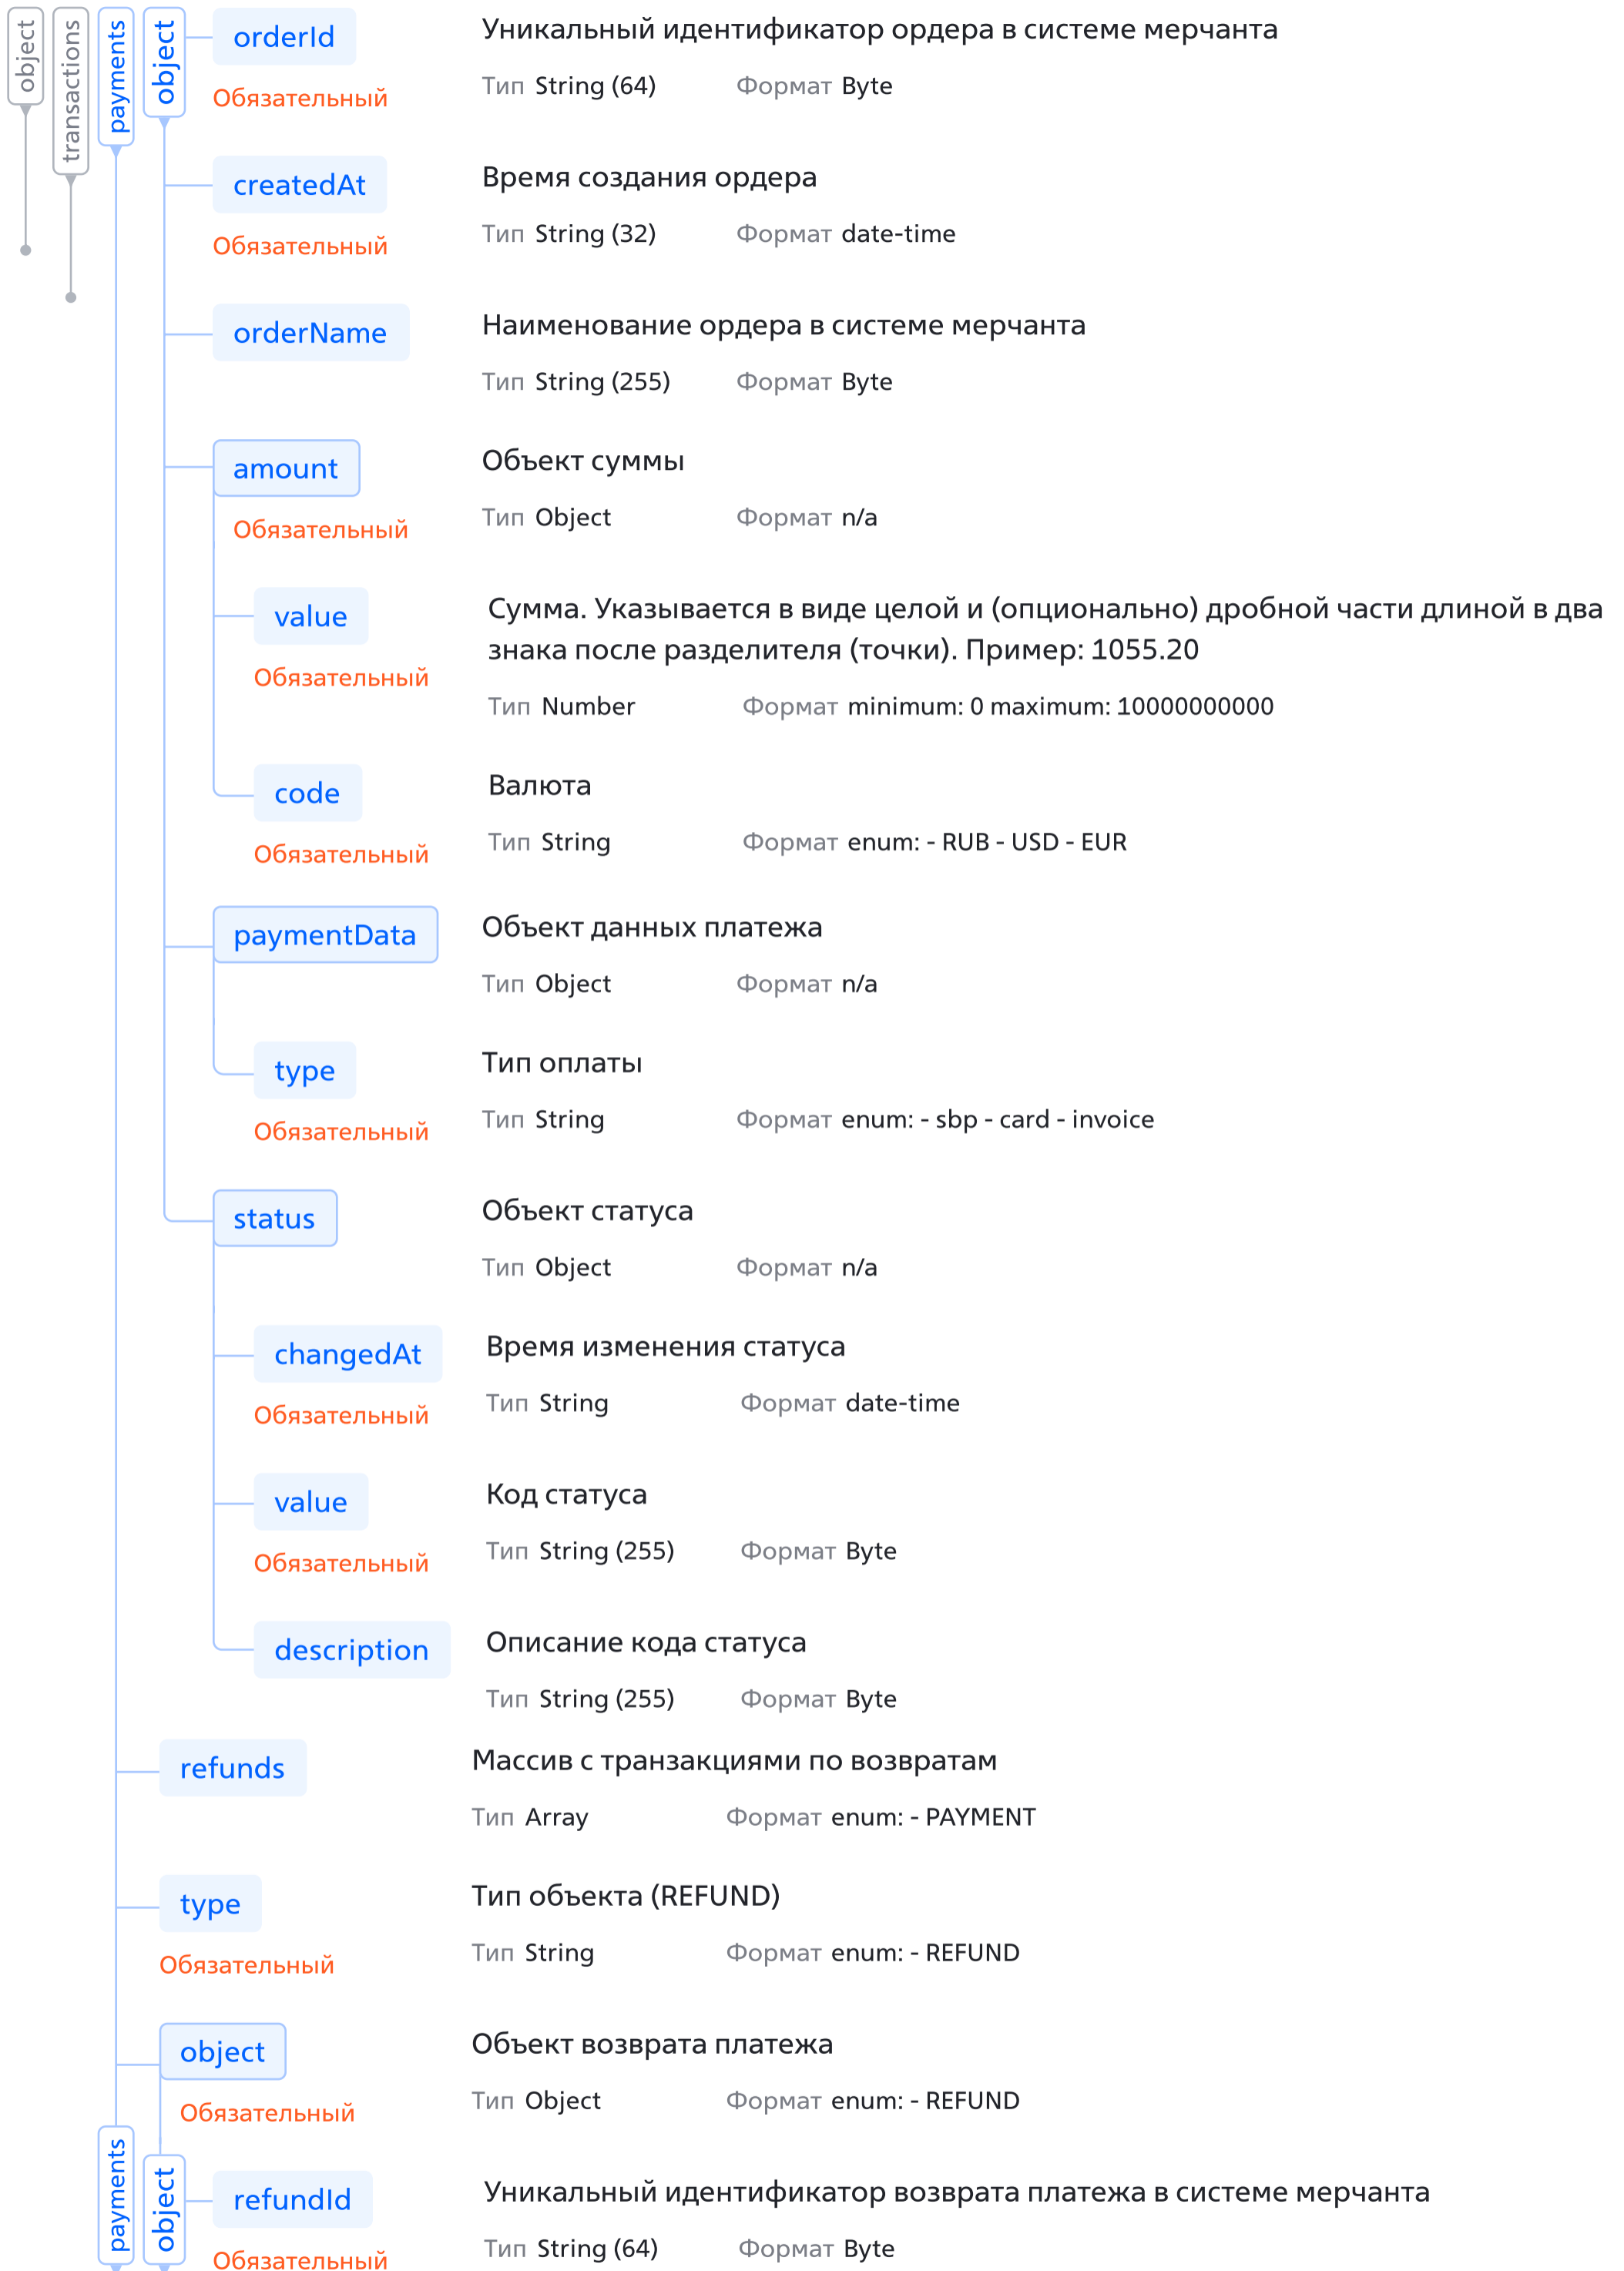 object
transactions
payments
object
orderId
Обязательный
Уникальный идентификатор ордера в системе мерчанта
Тип String (64) Формат Byte
createdAt
Обязательный
Время создания ордера
Тип String (32) Формат date-time
orderName
Наименование ордера в системе мерчанта
Тип String (255) Формат Byte
amount
Обязательный
Объект суммы
Тип Object Формат n/a
value
Обязательный
Сумма. Указывается в виде целой и (опционально) дробной части длиной в два
знака после разделителя (точки). Пример: 1055.20
Тип Number Формат minimum: 0 maximum: 10000000000
code
Обязательный
Валюта
Тип String Формат enum: - RUB - USD - EUR
paymentData
Объект данных платежа
Тип Object Формат n/a
type
Обязательный
Тип оплаты
Тип String Формат enum: - sbp - card - invoice
status
Объект статуса
Тип Object Формат n/a
changedAt
Обязательный
Время изменения статуса
Тип String Формат date-time
value
Обязательный
Код статуса
Тип String (255) Формат Byte
description
Описание кода статуса
Тип String (255) Формат Byte
refunds
Массив с транзакциями по возвратам
Тип Array Формат enum: - PAYMENT
type
Обязательный
Тип объекта (REFUND)
Тип String Формат enum: - REFUND
object
Обязательный
Объект возврата платежа
Тип Object Формат enum: - REFUND
payments
object
refundId
Обязательный
Уникальный идентификатор возврата платежа в системе мерчанта
Тип String (64) Формат Byte